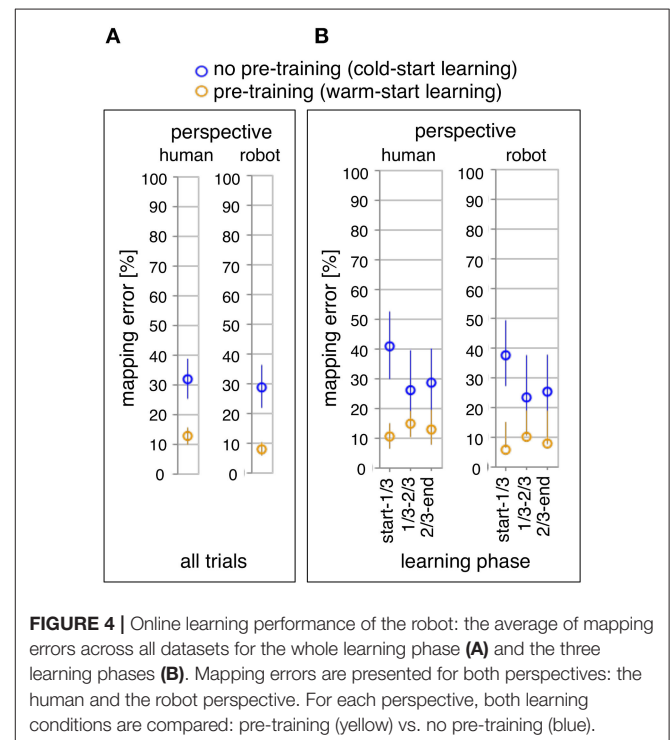 A
B
no pre-training (cold-start learning)
pre-training (warm-start learning)
perspective
human robot
mapping error [%]
100
90
80
70
60
50
40
30
20
10
0
100
90
80
70
60
50
40
30
20
10
0
all trials
perspective
human robot
mapping error [%]
100
90
80
70
60
50
40
30
20
10
0
100
90
80
70
60
50
40
30
20
10
0
start-1/3
1/3-2/3
2/3-end
start-1/3
1/3-2/3
2/3-end
learning phase
FIGURE 4 | Online learning performance of the robot: the average of mapping
errors across all datasets for the whole learning phase (A) and the three
learning phases (B). Mapping errors are presented for both perspectives: the
human and the robot perspective. For each perspective, both learning
conditions are compared: pre-training (yellow) vs. no pre-training (blue).